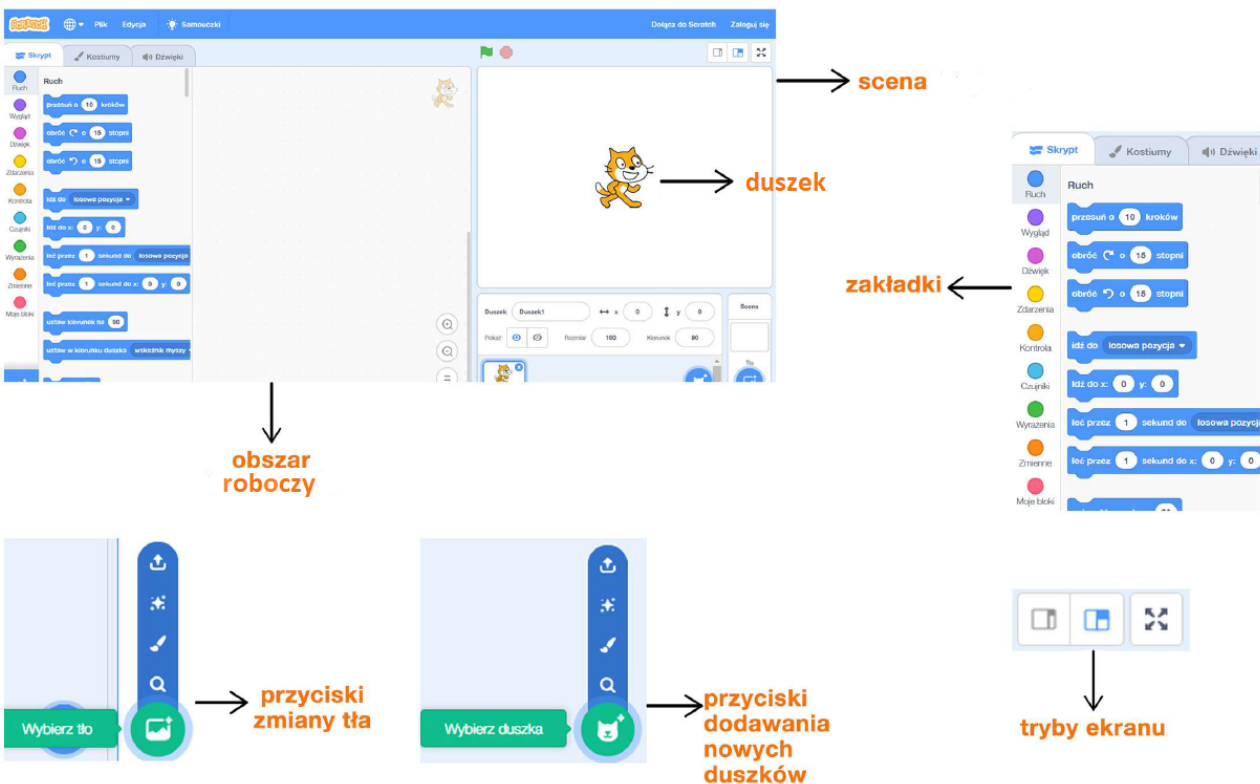 SCRATCH Plik Edycja Samouczki Dołącz do Scratch Zaloguj się
Skrypt Kostiumy Dźwięki
Ruch
Wygląd
Dźwięk
Zdarzenia
Kontrola
Czujniki
Wyrażenia
Zmienne
Moje bloki
Ruch
przesuń o 10 kroków
obróć o 15 stopni
obróć o 15 stopni
idź do losowa pozycja
idź do x: 0 y: 0
leć przez 1 sekund do losowa pozycja
leć przez 1 sekund do x: 0 y: 0
ustaw kierunek na 90
ustaw w kierunku duszka wskaźnik myszy
Duszek Duszek1 x 0 y 0
Pokaż Rozmiar 100 Kierunek 90
Scena
Tła
scena
duszek
obszar
roboczy
Skrypt Kostiumy Dźwięki
Ruch
Wygląd
Dźwięk
Zdarzenia
Kontrola
Czujniki
Wyrażenia
Zmienne
Moje bloki
Ruch
przesuń o 10 kroków
obróć o 15 stopni
obróć o 15 stopni
idź do losowa pozycja
idź do x: 0 y: 0
leć przez 1 sekund do losowa pozycja
leć przez 1 sekund do x: 0 y: 0
zakładki
Wybierz tło
przyciski
zmiany tła
Wybierz duszka
przyciski
dodawania
nowych
duszków
tryby ekranu